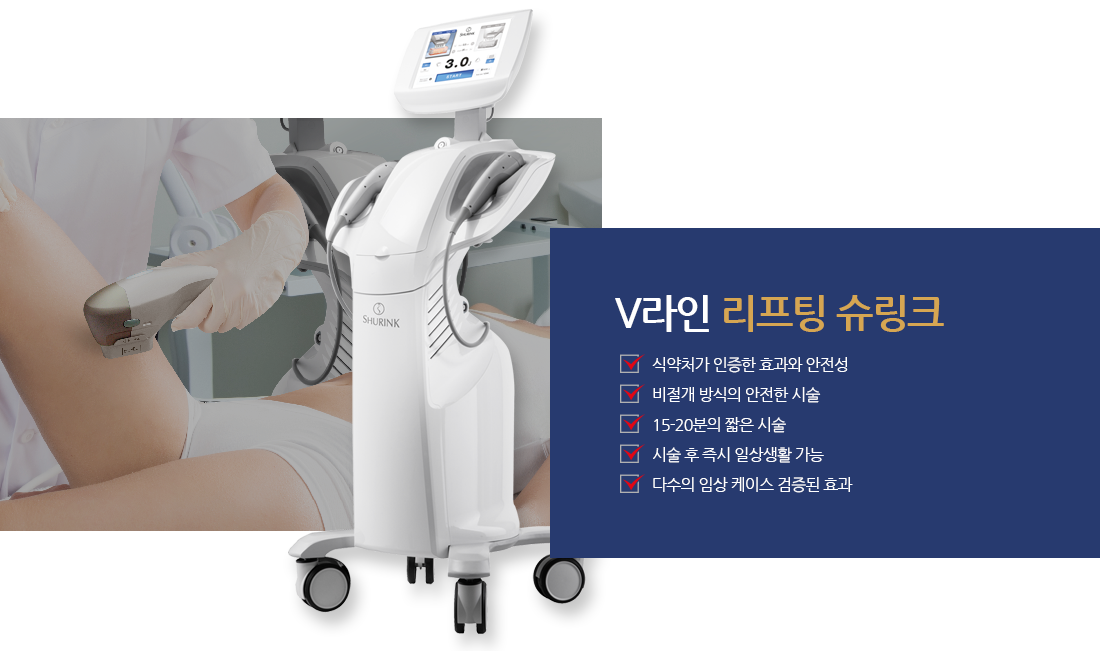 SHURINK
3.0
START
SHURINK
V라인 리프팅 슈링크
식약처가 인증한 효과와 안전성
비절개 방식의 안전한 시술
15-20분의 짧은 시술
시술 후 즉시 일상생활 가능
다수의 임상 케이스 검증된 효과